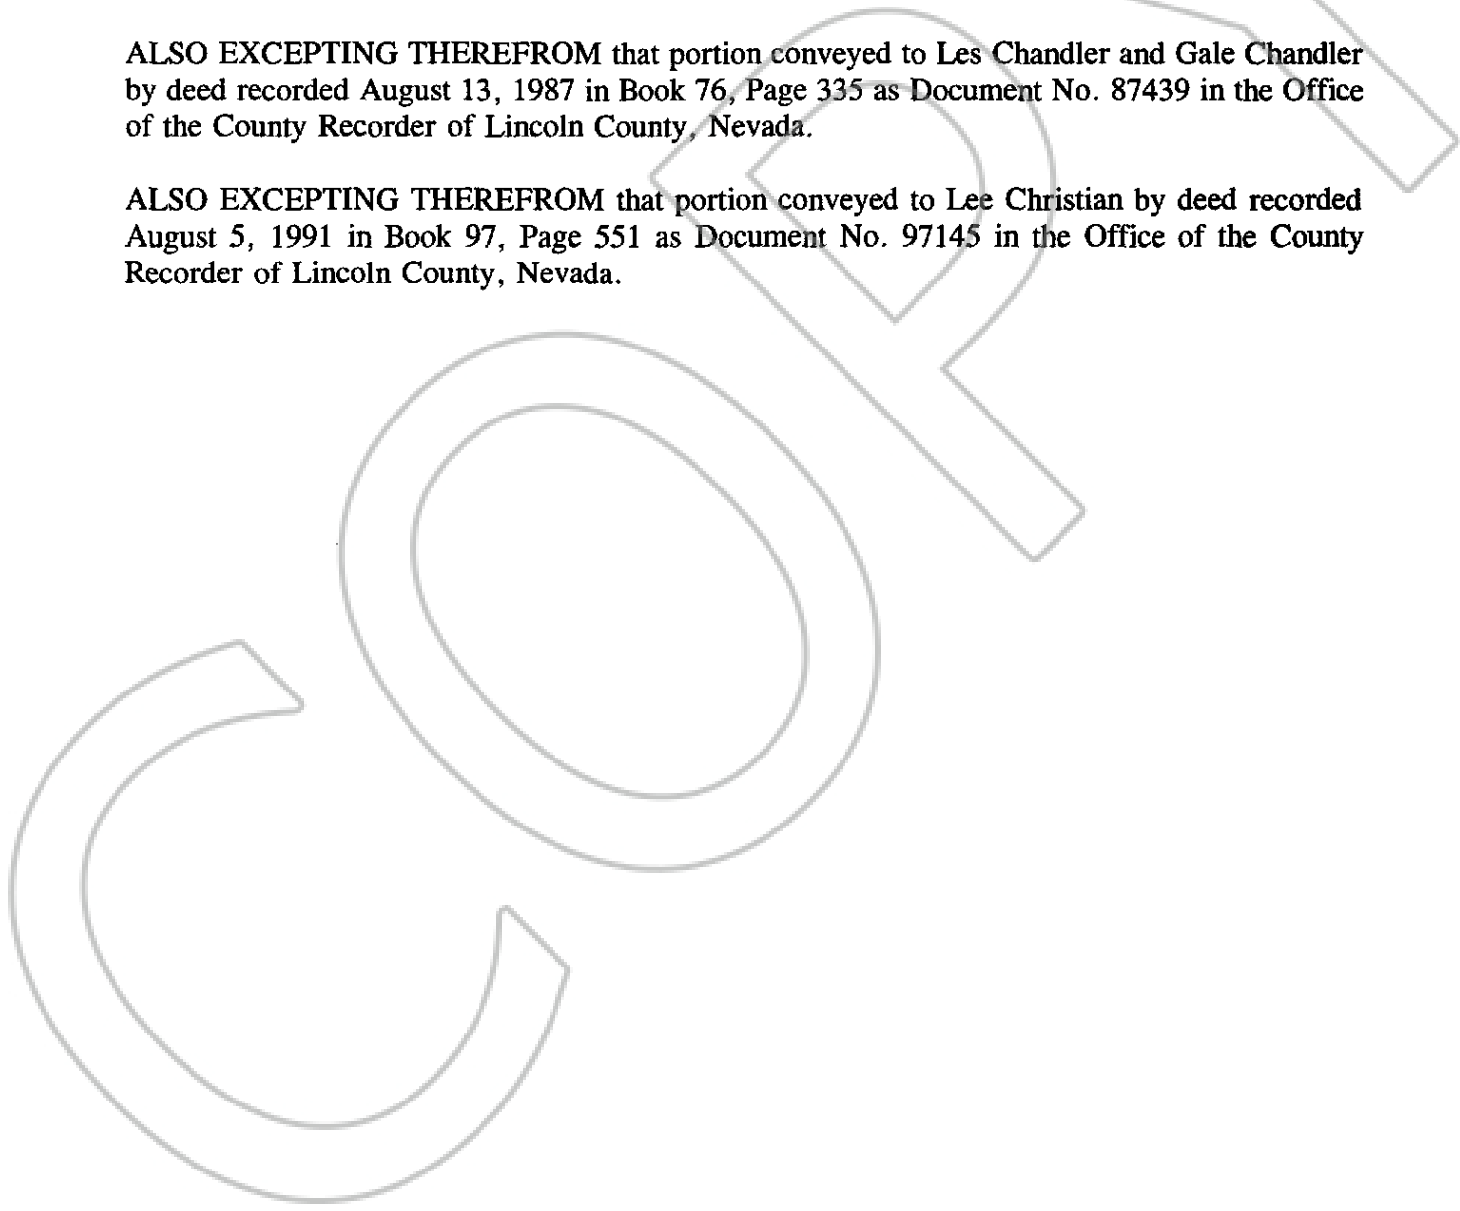 ALSO EXCEPTING THEREFROM that portion conveyed to Les Chandler and Gale Chandler
by deed recorded August 13, 1987 in Book 76, Page 335 as Document No. 87439 in the Office
of the County Recorder of Lincoln County, Nevada.
ALSO EXCEPTING THEREFROM that portion conveyed to Lee Christian by deed recorded
August 5, 1991 in Book 97, Page 551 as Document No. 97145 in the Office of the County
Recorder of Lincoln County, Nevada.
COPY